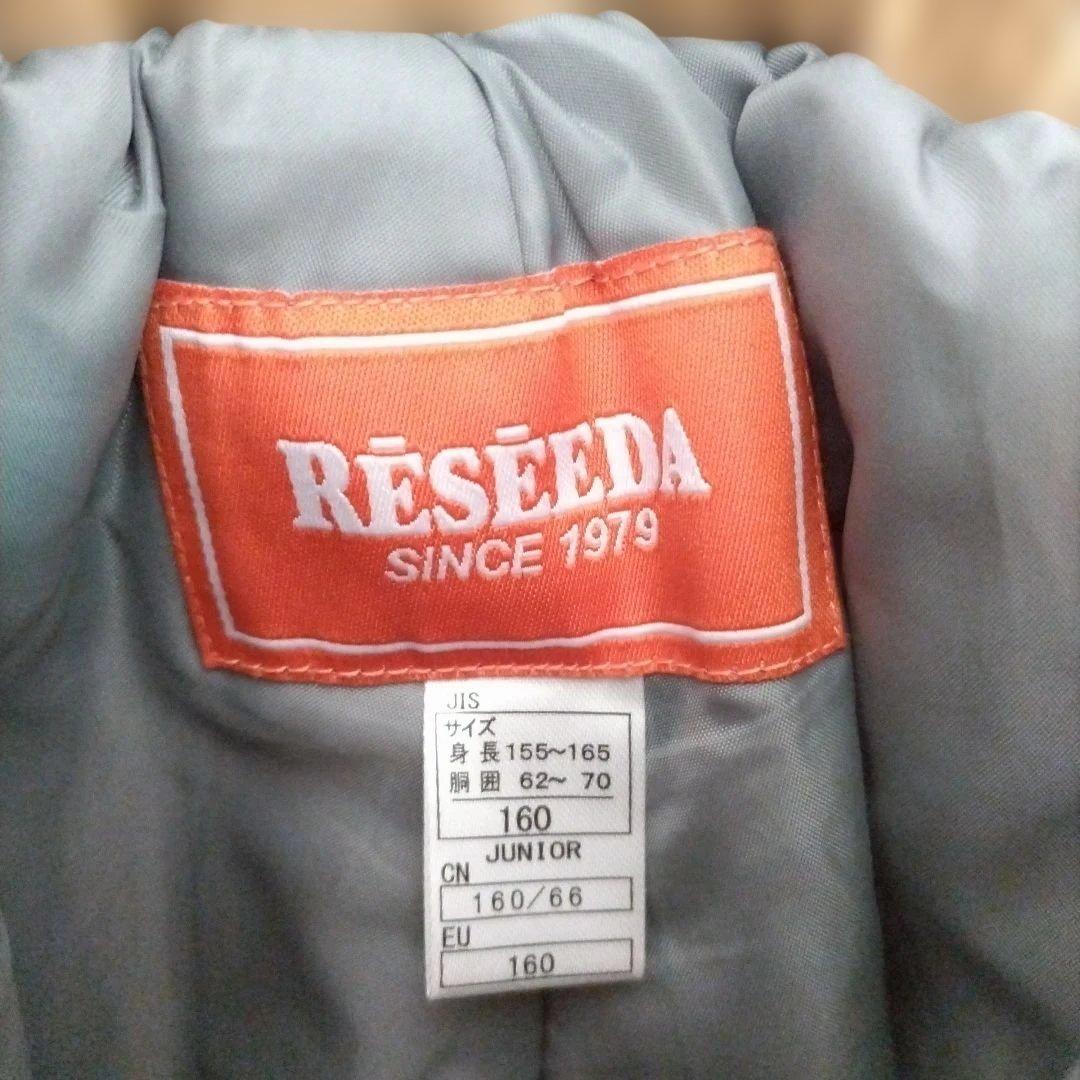 RĒSĒEDA
SINCE 1979
JIS
サイズ
身長155～165
胴囲 62～ 70
160
JUNIOR
CN
160/66
EU
160